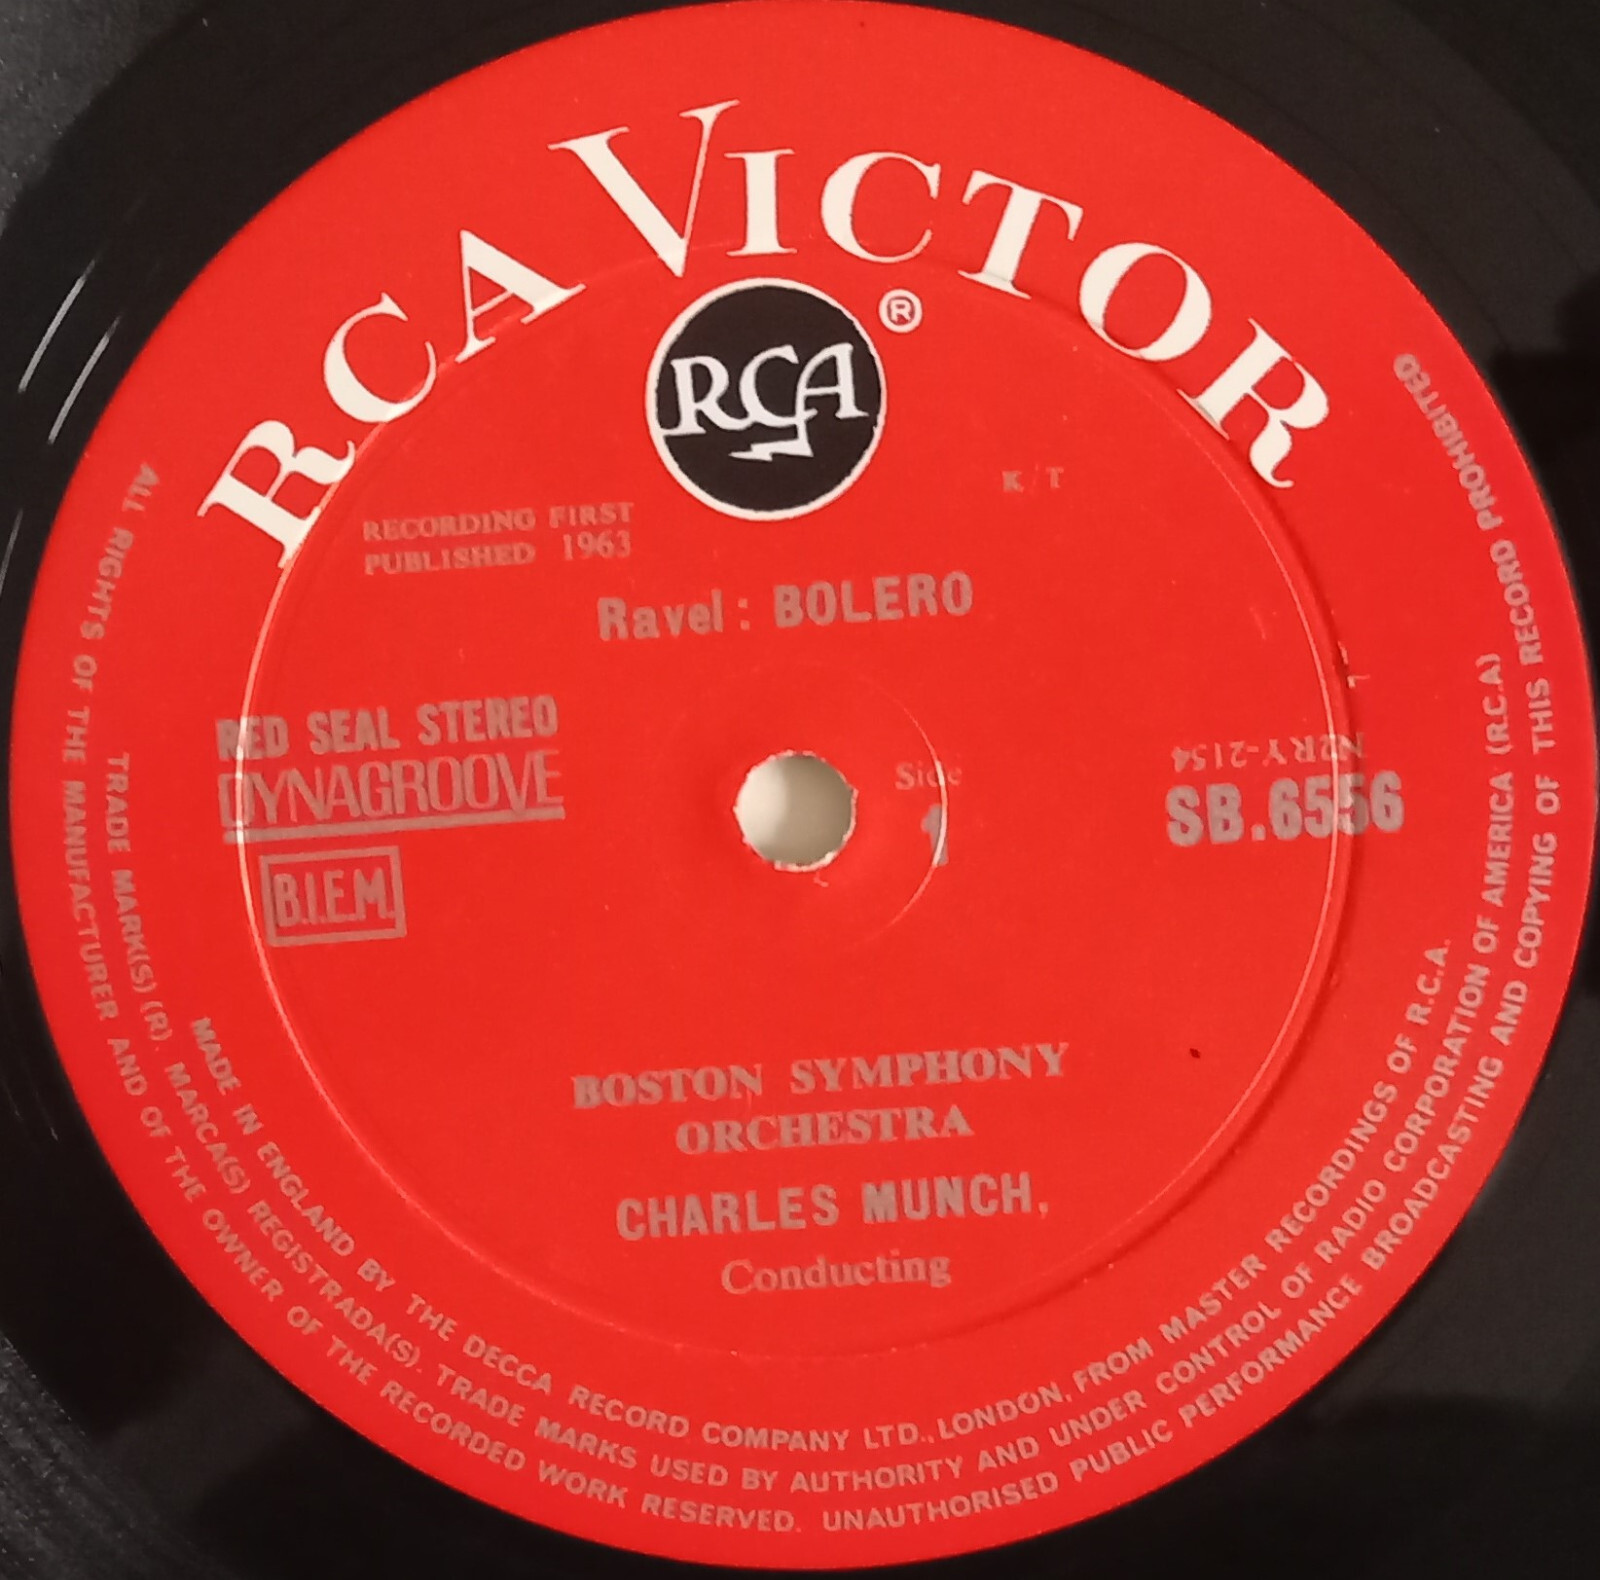 RCA VICTOR
RCA
®
K/T
RECORDING FIRST
PUBLISHED 1963
Ravel: BOLERO
RED SEAL STEREO
DYNAGROOVE
B.I.E.M.
Side
1
N2RY-2154
SB.6556
BOSTON SYMPHONY
ORCHESTRA
CHARLES MUNCH,
Conducting
MADE IN ENGLAND BY THE DECCA RECORD COMPANY LTD., LONDON, FROM MASTER RECORDINGS OF R.C.A.
TRADE MARK(S) (R). MARCA(S) REGISTRADA(S). TRADE MARKS USED BY AUTHORITY AND UNDER CONTROL OF RADIO CORPORATION OF AMERICA (R.C.A)
ALL RIGHTS OF THE MANUFACTURER AND OF THE OWNER OF THE RECORDED WORK RESERVED. UNAUTHORISED PUBLIC PERFORMANCE BROADCASTING AND COPYING OF THIS RECORD PROHIBITED